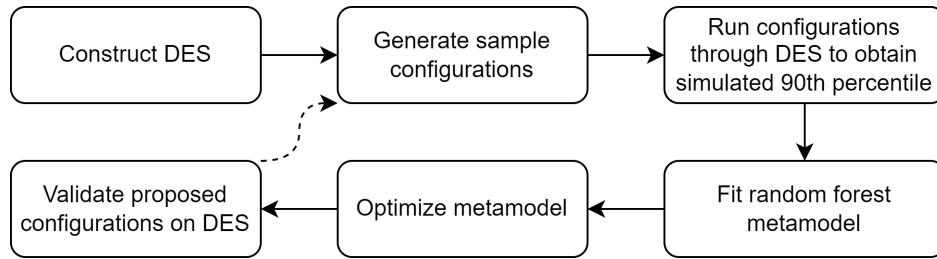 Construct DES
Generate sample
configurations
Run configurations
through DES to obtain
simulated 90th percentile
Validate proposed
configurations on DES
Optimize metamodel
Fit random forest
metamodel